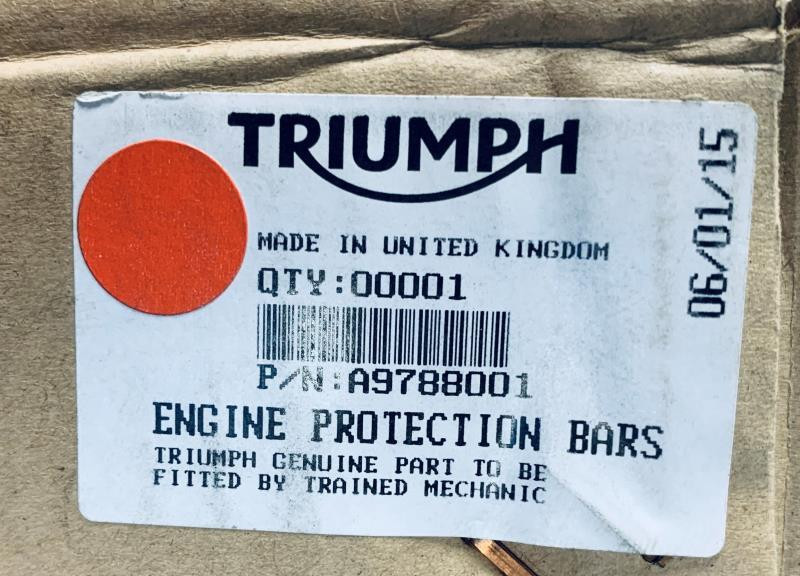 TRIUMPH
MADE IN UNITED KINGDOM
QTY:00001
P/N:A9788001
ENGINE PROTECTION BARS
TRIUMPH GENUINE PART TO BE
FITTED BY TRAINED MECHANIC
06/01/15